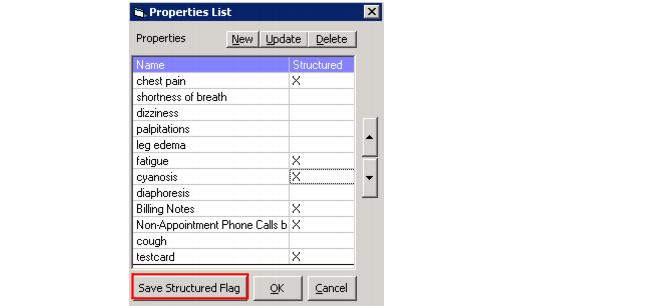 Properties List
Properties New Update Delete
Name Structured
chest pain X
shortness of breath
dizziness
palpitations
leg edema
fatigue X
cyanosis X
diaphoresis
Billing Notes X
Non-Appointment Phone Calls b X
cough
testcard X
Save Structured Flag OK Cancel